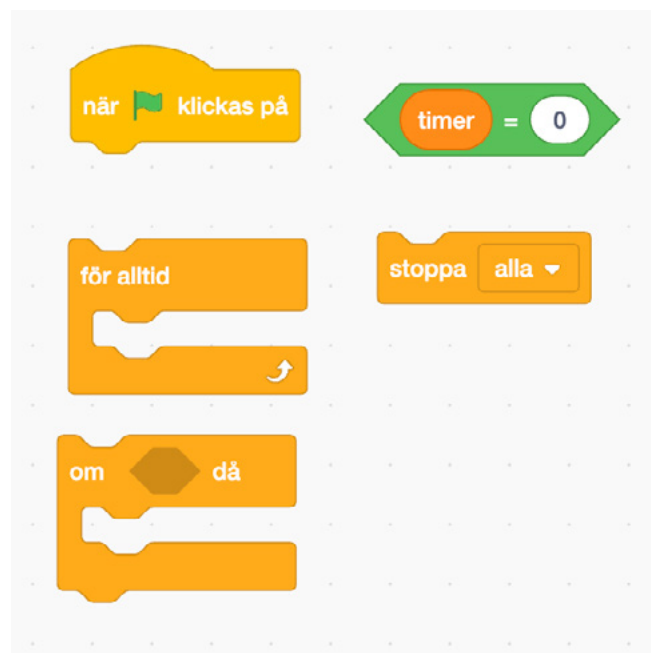 när klickas på
timer = 0
för alltid
stoppa alla
om då